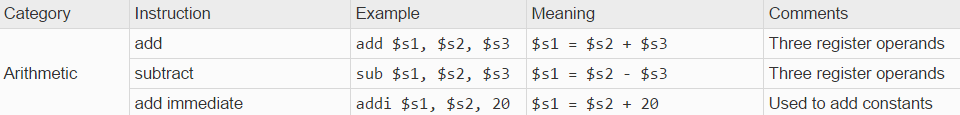 Category Instruction Example Meaning Comments
add add $s1, $s2, $s3 $s1 = $s2 + $s3 Three register operands
Arithmetic subtract sub $s1, $s2, $s3 $s1 = $s2 - $s3 Three register operands
add immediate addi $s1, $s2, 20 $s1 = $s2 + 20 Used to add constants